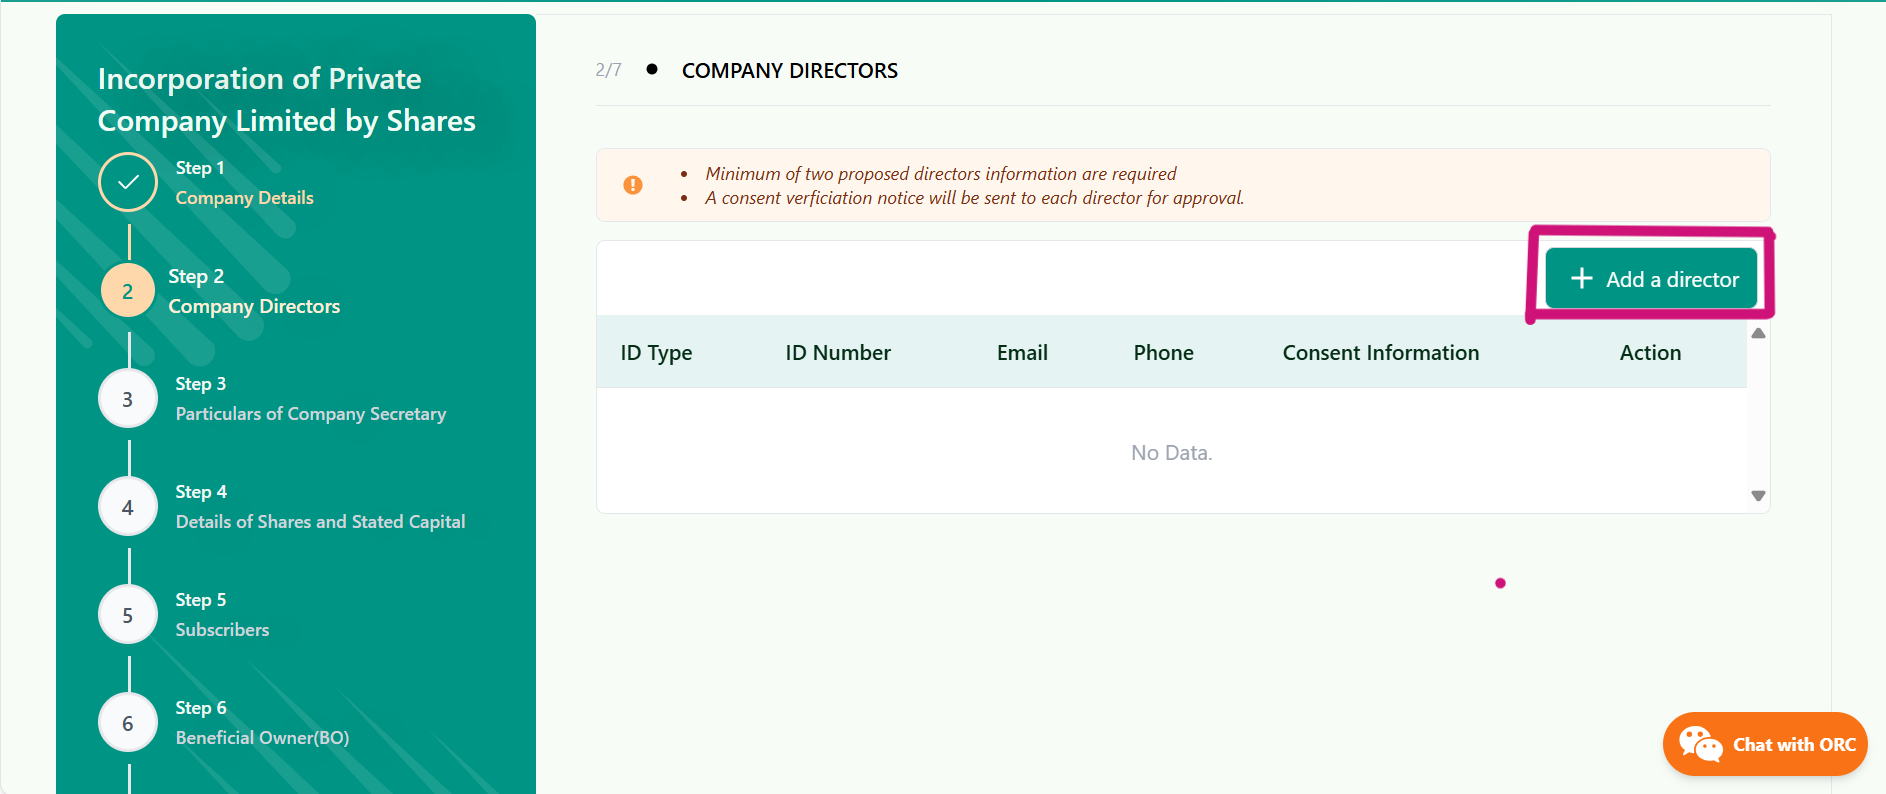 Incorporation of Private
Company Limited by Shares
Step 1
Company Details
2
Step 2
Company Directors
3
Step 3
Particulars of Company Secretary
4
Step 4
Details of Shares and Stated Capital
5
Step 5
Subscribers
6
Step 6
Beneficial Owner(BO)
2/7 • COMPANY DIRECTORS
• Minimum of two proposed directors information are required
• A consent verficiation notice will be sent to each director for approval.
+ Add a director
ID Type ID Number Email Phone Consent Information Action
No Data.
Chat with ORC